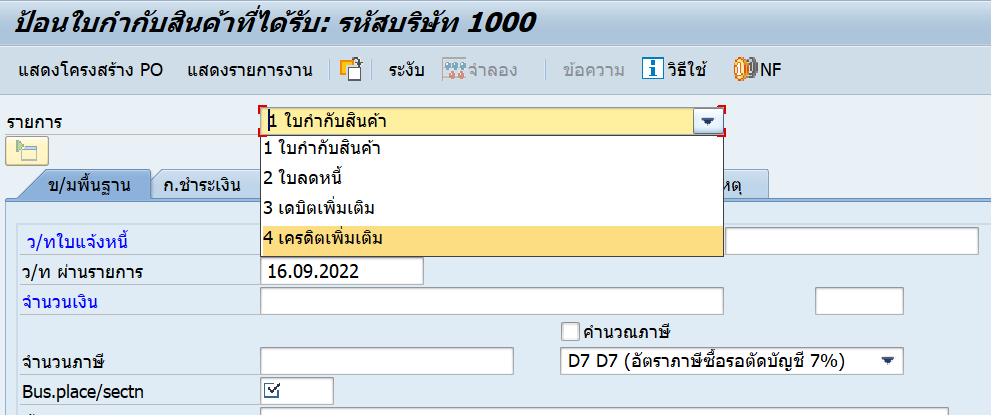 ป้อนใบกำกับสินค้าที่ได้รับ: รหัสบริษัท 1000
แสดงโครงสร้าง PO แสดงรายการงาน ระงับ จำลอง ข้อความ วิธีใช้ NF
รายการ 1 ใบกำกับสินค้า
1 ใบกำกับสินค้า
2 ใบลดหนี้
3 เดบิตเพิ่มเติม
4 เครดิตเพิ่มเติม
ข/มพื้นฐาน ก.ชำระเงิน
ว/ทใบแจ้งหนี้
ว/ท ผ่านรายการ 16.09.2022
จำนวนเงิน
คำนวณภาษี
จำนวนภาษี D7 D7 (อัตราภาษีซื้อรอตัดบัญชี 7%)
Bus.place/sectn